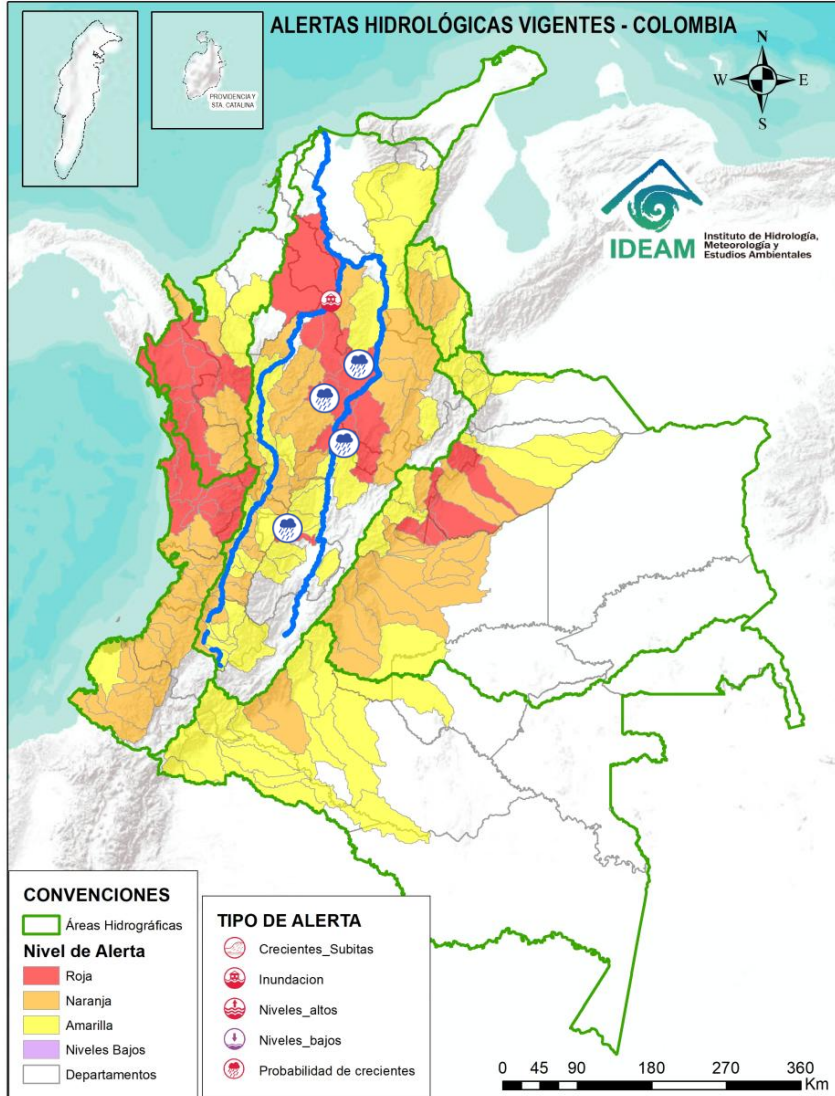 ALERTAS HIDROLÓGICAS VIGENTES - COLOMBIA
PROVIDENCIA Y
STA. CATALINA
N
W
E
S
IDEAM
Instituto de Hidrología,
Meteorología y
Estudios Ambientales
CONVENCIONES
Áreas Hidrográficas
Nivel de Alerta
Roja
Naranja
Amarilla
Niveles Bajos
Departamentos
TIPO DE ALERTA
Crecientes_Subitas
Inundacion
Niveles_altos
Niveles_bajos
Probabilidad de crecientes
0 45 90 180 270 360
Km